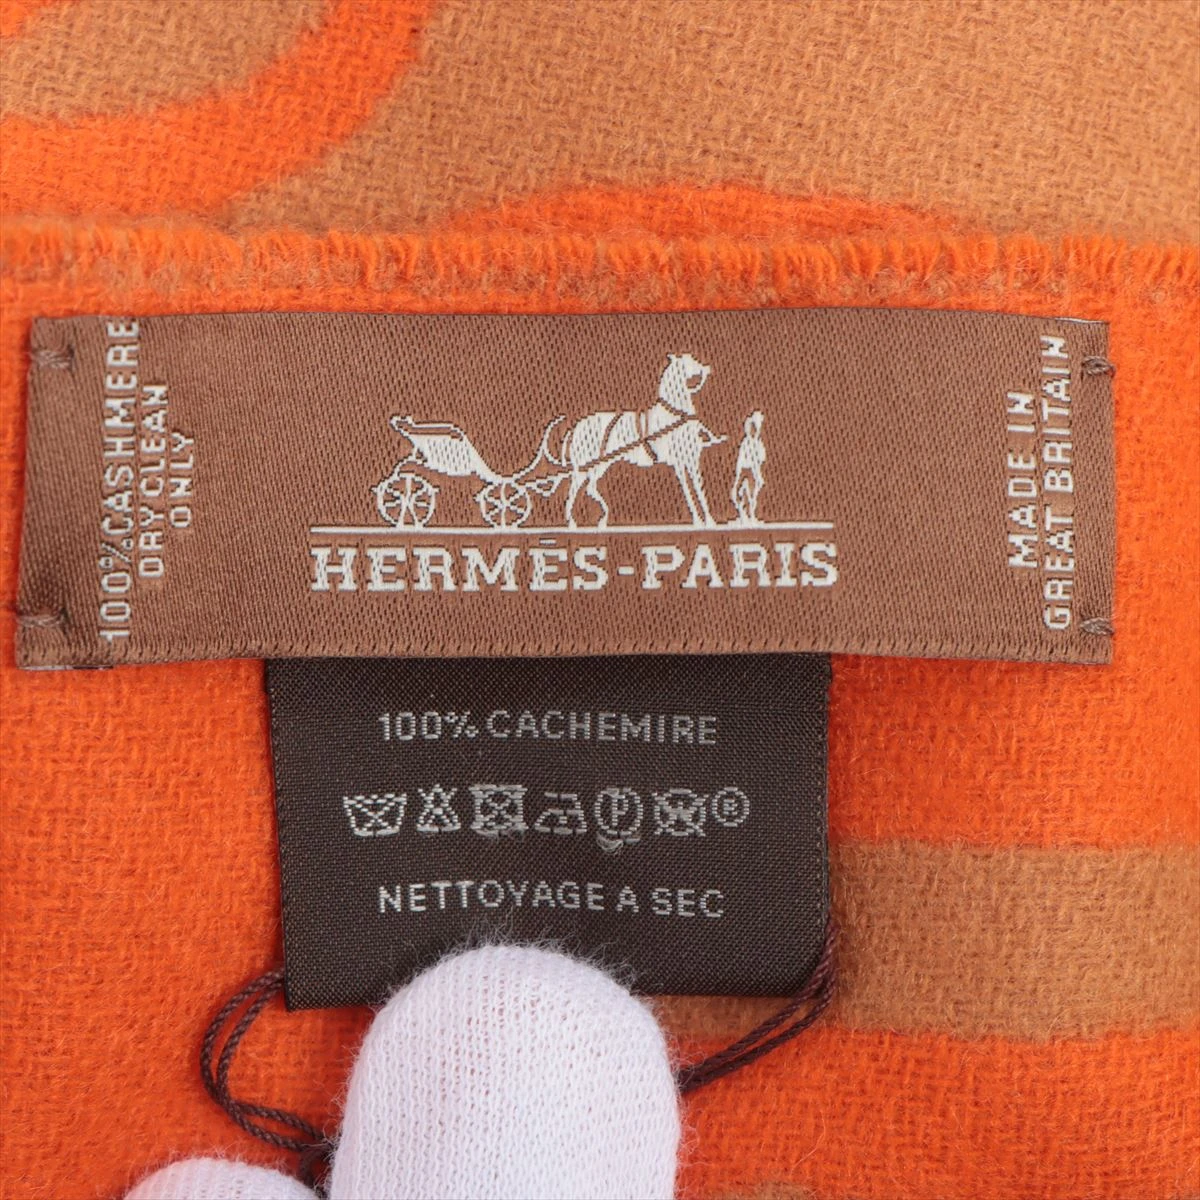 100% CASHMERE
DRY CLEAN
ONLY
HERMÈS-PARIS
MADE IN
GREAT BRITAIN
100% CACHEMIRE
P
®
NETTOYAGE A SEC